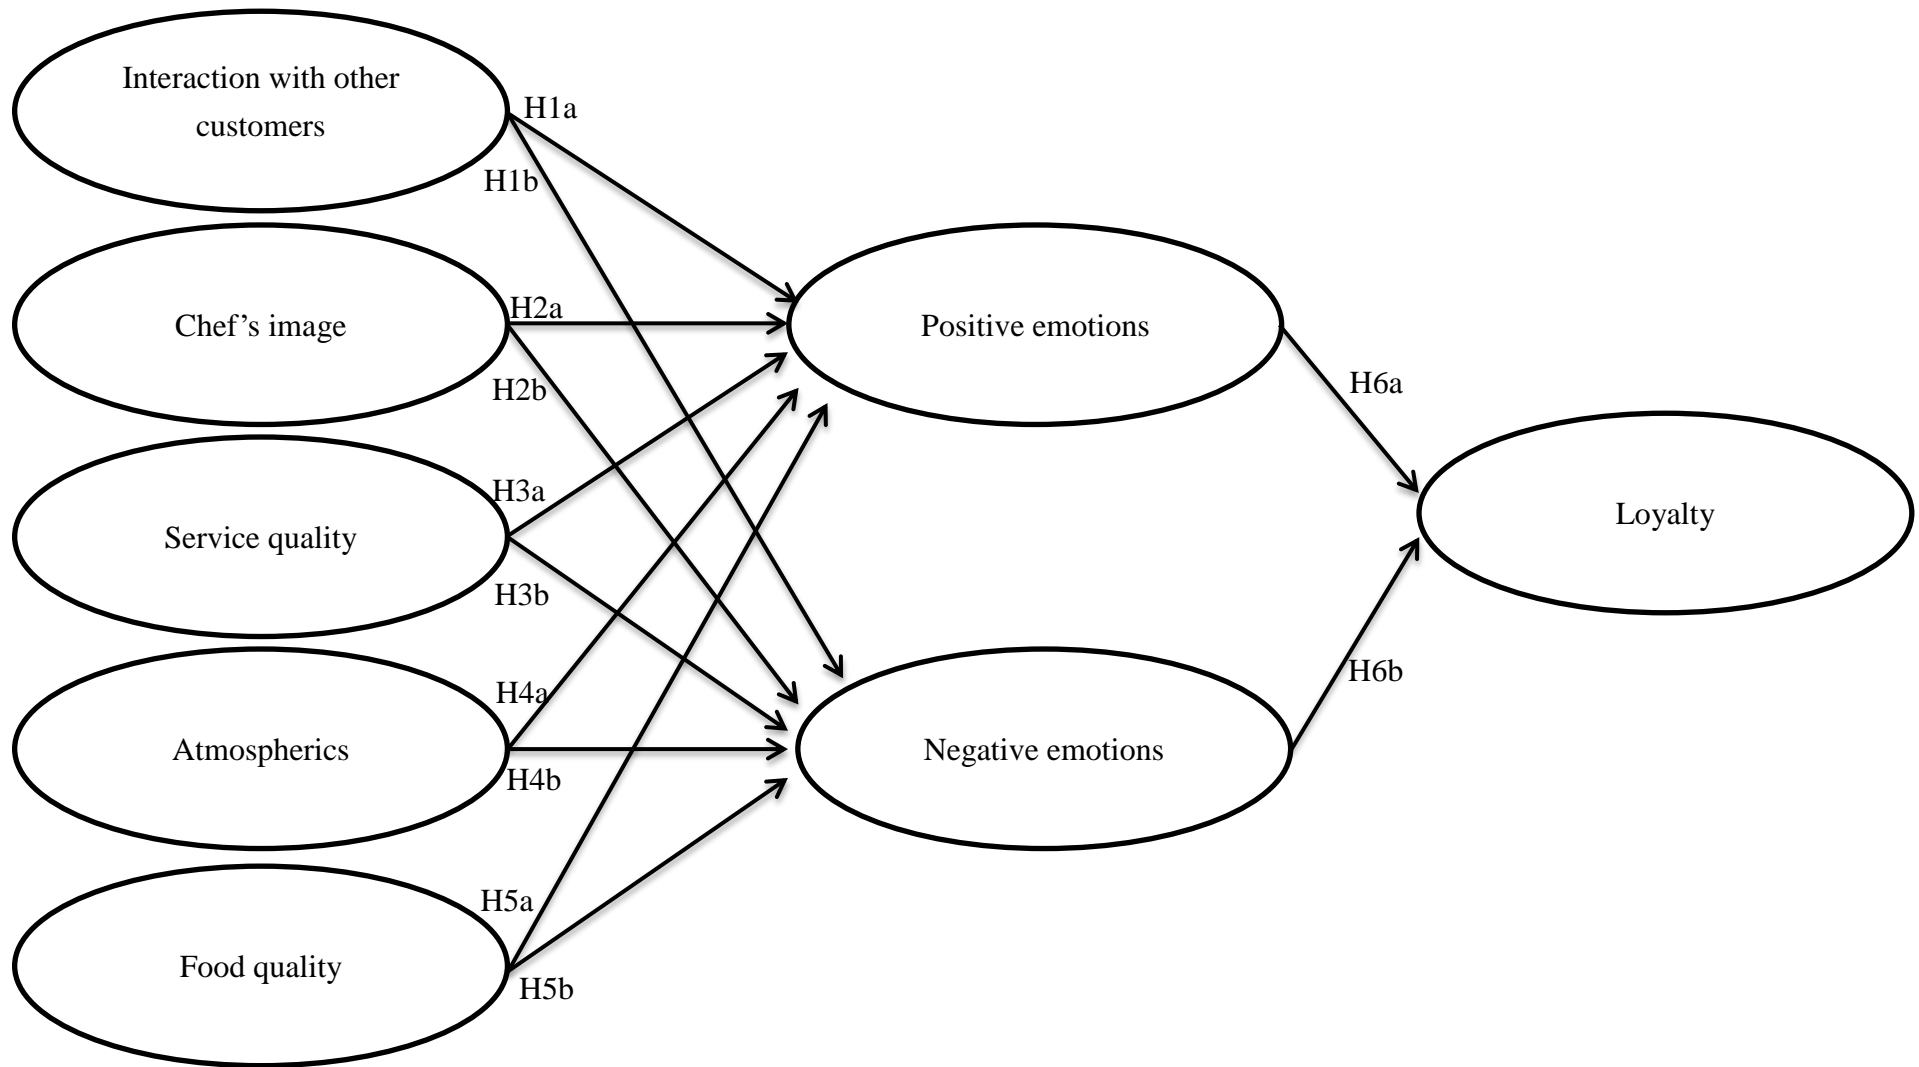 Interaction with other
customers
H1a
H1b
Chef’s image
H2a
H2b
Positive emotions
H6a
Service quality
H3a
H3b
Loyalty
Atmospherics
H4a
H4b
Negative emotions
H6b
Food quality
H5a
H5b